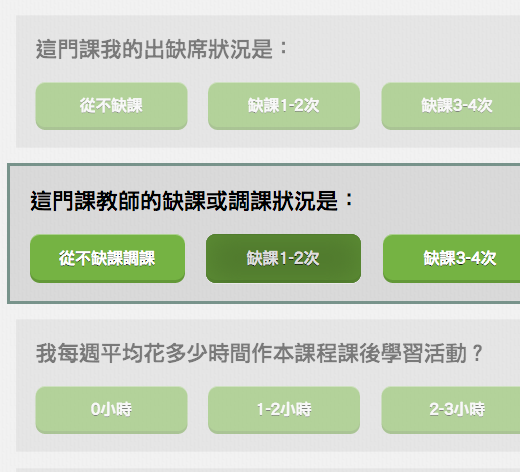 這門課我的出缺席狀況是：
從不缺課 缺課1-2次 缺課3-4次
這門課教師的缺課或調課狀況是：
從不缺課調課 缺課1-2次 缺課3-4次
我每週平均花多少時間作本課程課後學習活動？
0小時 1-2小時 2-3小時